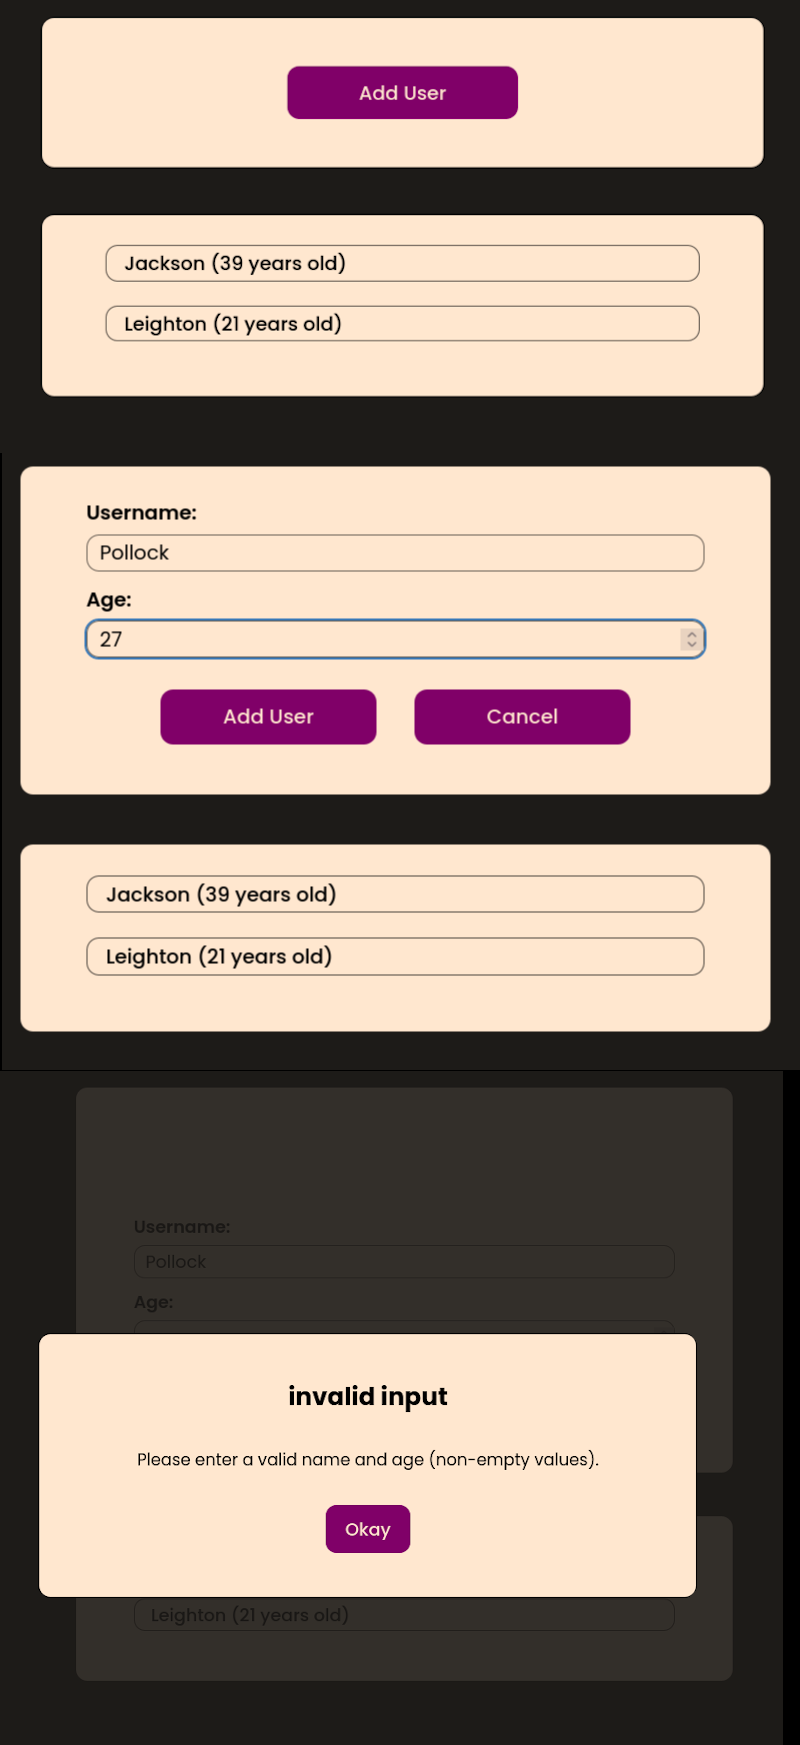 Add User
Jackson (39 years old)
Leighton (21 years old)
Username:
Pollock
Age:
27
Add User
Cancel
Jackson (39 years old)
Leighton (21 years old)
Username:
Pollock
Age:
invalid input
Please enter a valid name and age (non-empty values).
Okay
Leighton (21 years old)